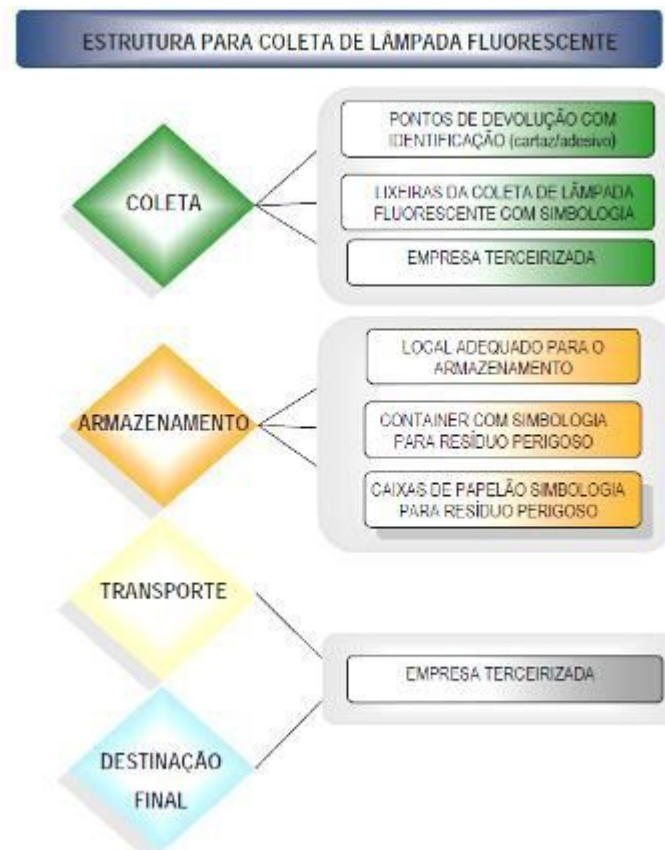 ESTRUTURA PARA COLETA DE LÂMPADA FLUORESCENTE
COLETA
PONTOS DE DEVOLUÇÃO COM
IDENTIFICAÇÃO (cartaz/adesivo)
LIXEIRAS DA COLETA DE LÂMPADA
FLUORESCENTE COM SIMBOLOGIA
EMPRESA TERCEIRIZADA
ARMAZENAMENTO
LOCAL ADEQUADO PARA O
ARMAZENAMENTO
CONTAINER COM SIMBOLOGIA
PARA RESÍDUO PERIGOSO
CAIXAS DE PAPELÃO SIMBOLOGIA
PARA RESÍDUO PERIGOSO
TRANSPORTE
EMPRESA TERCEIRIZADA
DESTINAÇÃO
FINAL